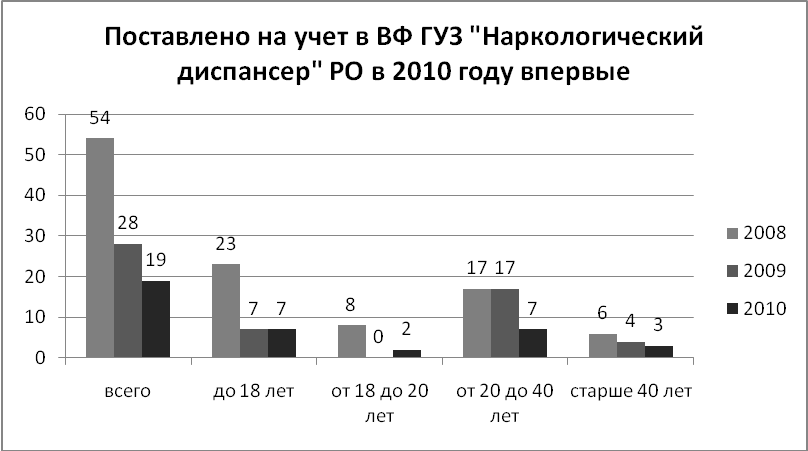 Поставлено на учет в ВФ ГУЗ "Наркологический
диспансер" РО в 2010 году впервые
60
50
40
30
20
10
0
54
28
19
23
7
7
8
0
2
17
17
7
6
4
3
всего
до 18 лет
от 18 до 20
лет
от 20 до 40
лет
старше 40 лет
2008
2009
2010